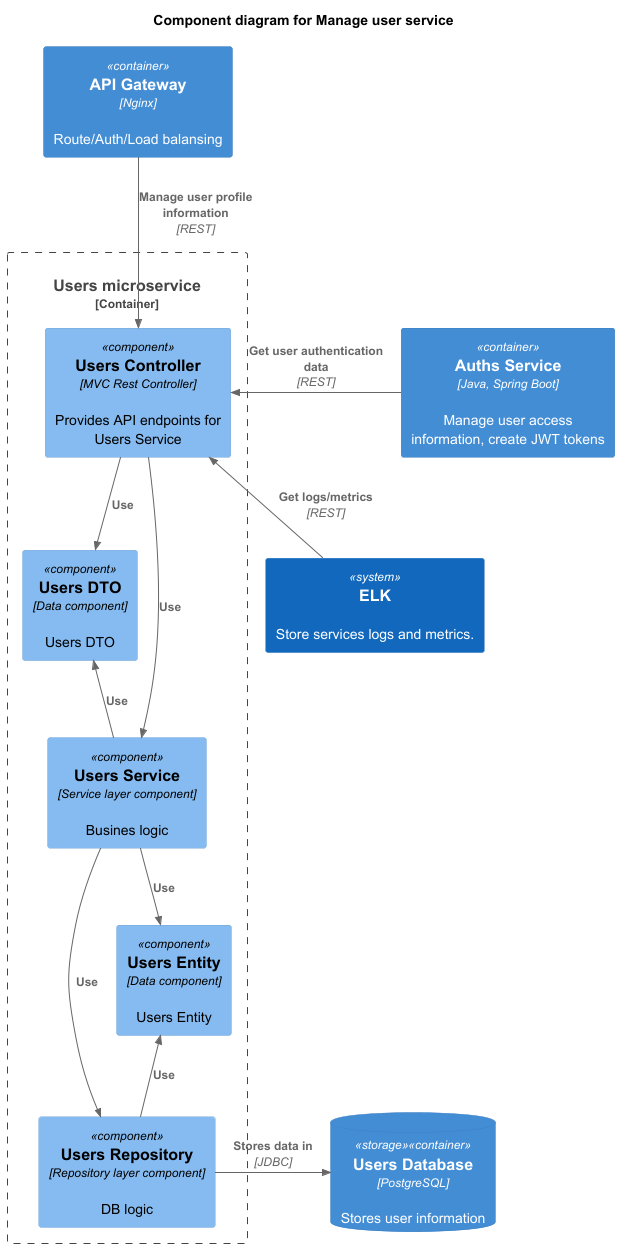 Component diagram for Manage user service
«container»
API Gateway
[Nginx]
Route/Auth/Load balansing
Manage user profile
information
[REST]
Users microservice
[Container]
«component»
Users Controller
[MVC Rest Controller]
Provides API endpoints for
Users Service
Get user authentication
data
[REST]
«container»
Auths Service
[Java, Spring Boot]
Manage user access
information, create JWT tokens
Get logs/metrics
[REST]
Use
«component»
Users DTO
[Data component]
Users DTO
Use
«system»
ELK
Store services logs and metrics.
Use
«component»
Users Service
[Service layer component]
Busines logic
Use
«component»
Users Entity
[Data component]
Users Entity
Use
Use
«component»
Users Repository
[Repository layer component]
DB logic
Stores data in
[JDBC]
«storage»«container»
Users Database
[PostgreSQL]
Stores user information